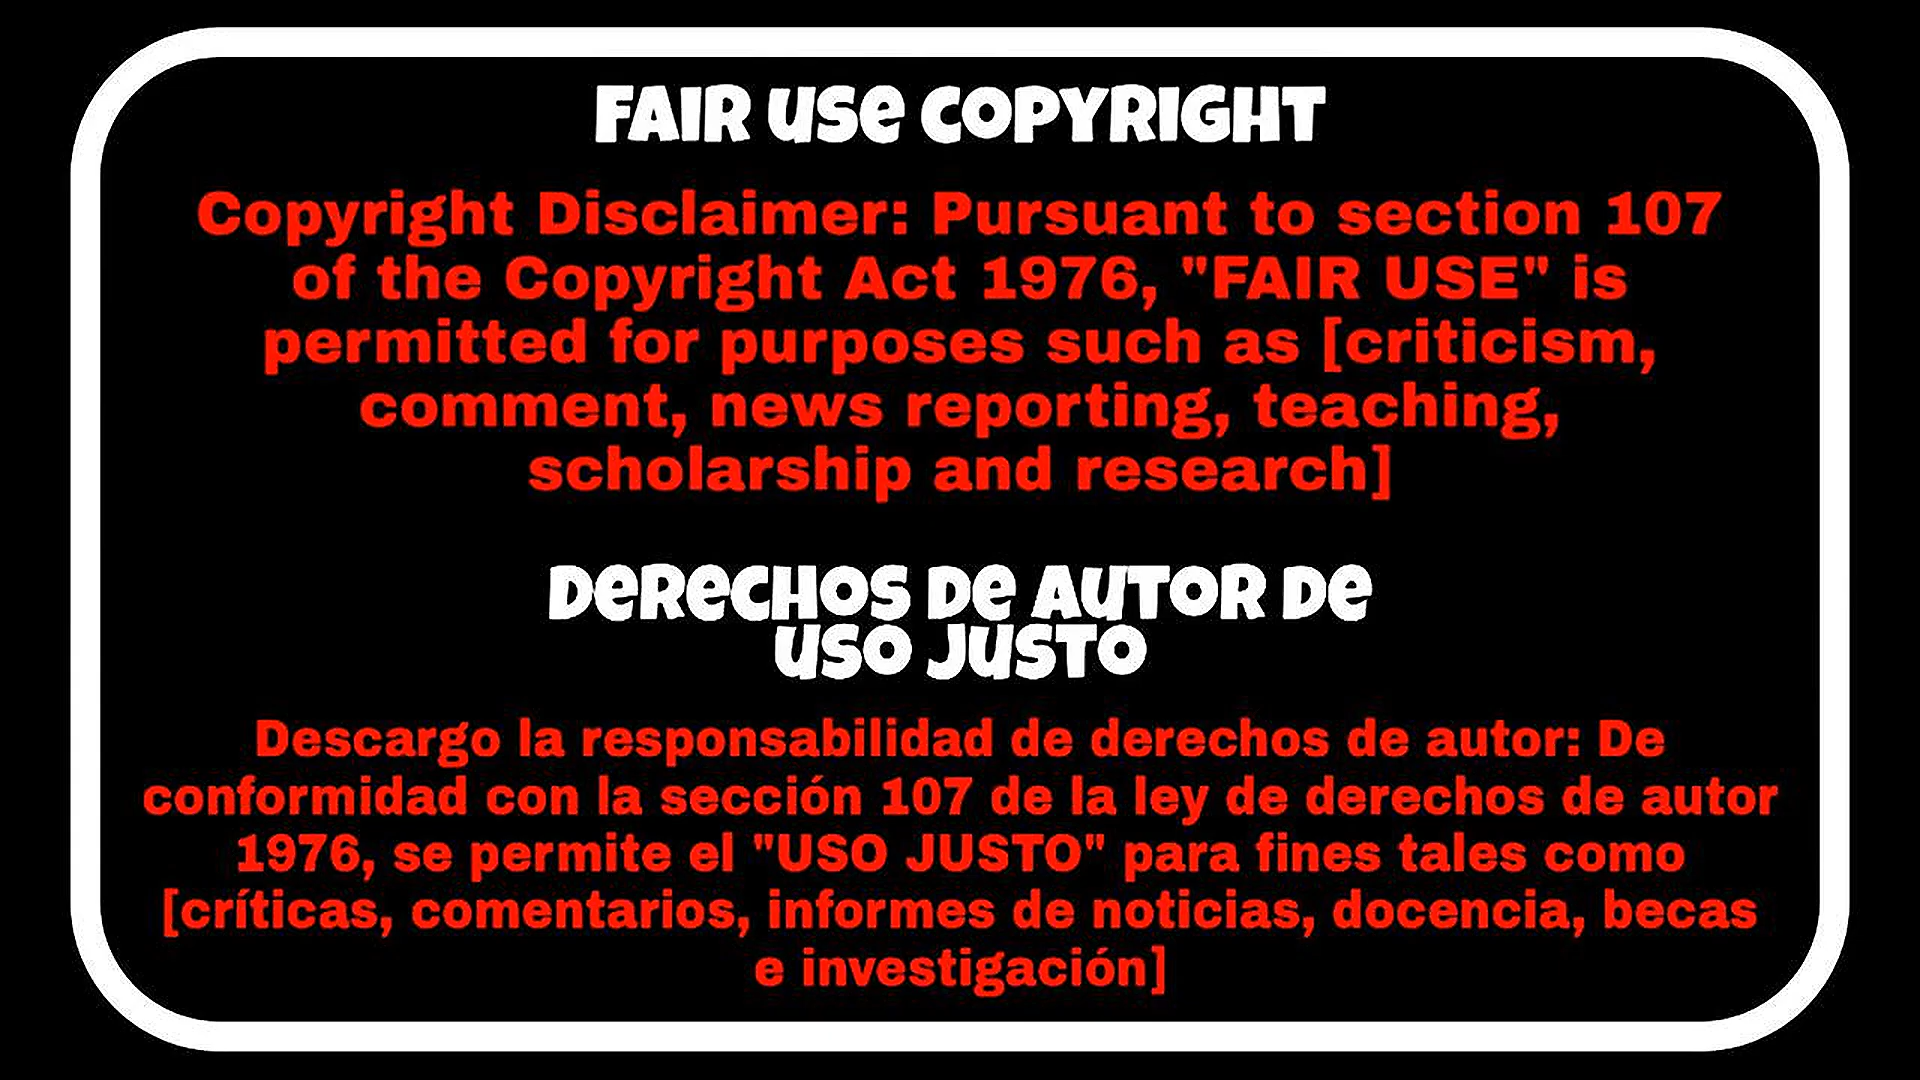 FAIR USE COPYRIGHT
Copyright Disclaimer: Pursuant to section 107
of the Copyright Act 1976, "FAIR USE" is
permitted for purposes such as [criticism,
comment, news reporting, teaching,
scholarship and research]
DERECHOS DE AUTOR DE
USO JUSTO
Descargo la responsabilidad de derechos de autor: De
conformidad con la sección 107 de la ley de derechos de autor
1976, se permite el "USO JUSTO" para fines tales como
[críticas, comentarios, informes de noticias, docencia, becas
e investigación]